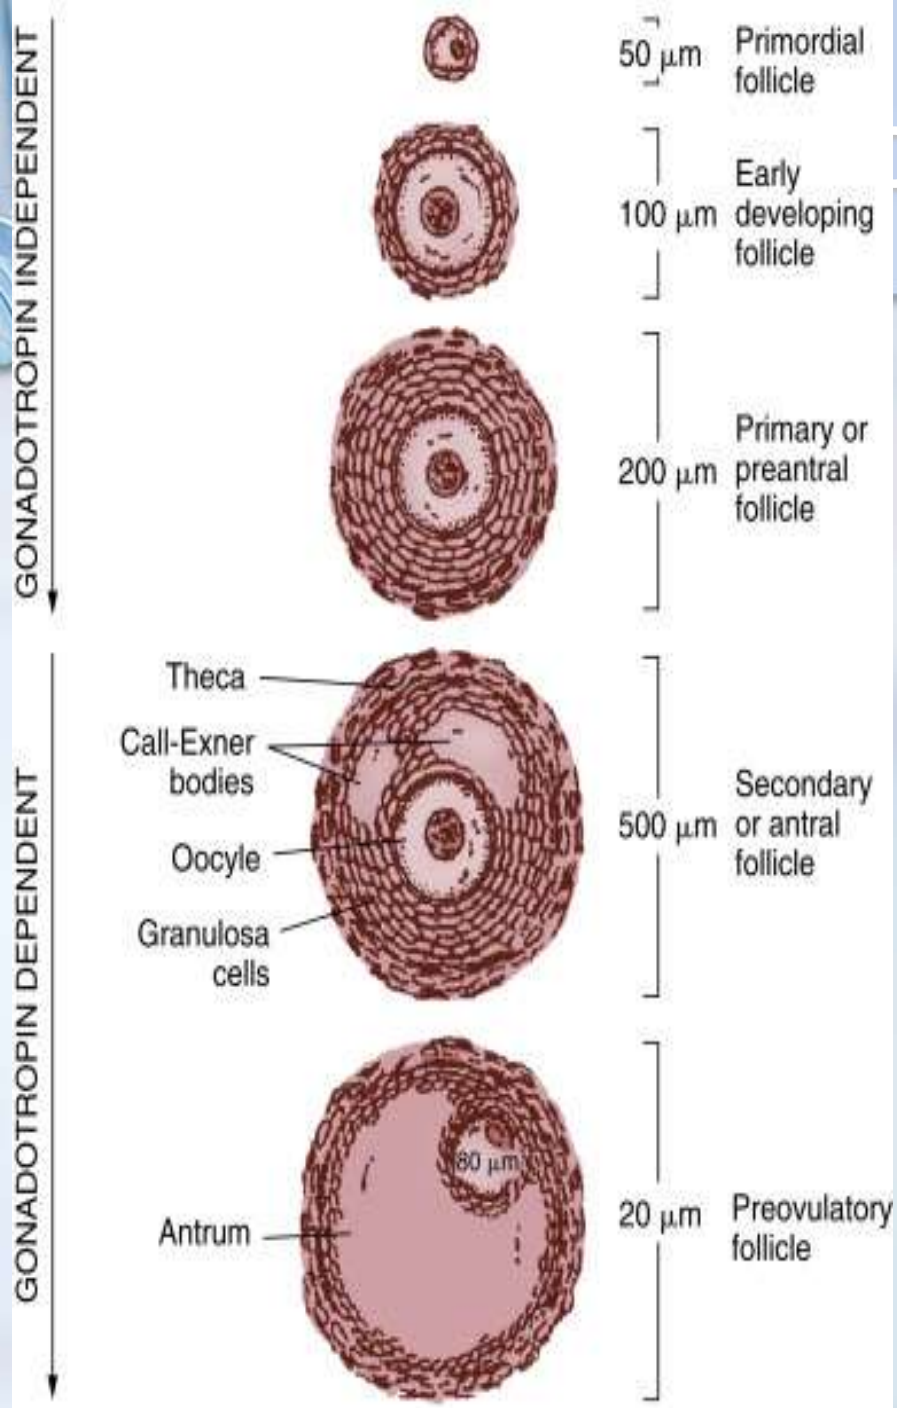 GONADOTROPIN INDEPENDENT
50 μm
Primordial
follicle
100 μm
Early
developing
follicle
200 μm
Primary or
preantral
follicle
GONADOTROPIN DEPENDENT
Theca
Call-Exner
bodies
Oocyle
Granulosa
cells
500 μm
Secondary
or antral
follicle
80 μm
Antrum
20 μm
Preovulatory
follicle